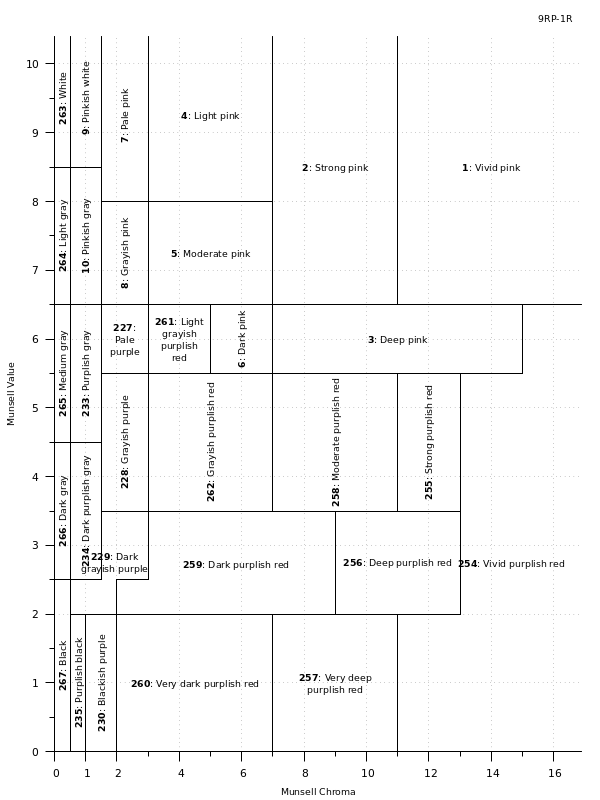 9RP-1R
10
9
8
7
6
5
4
3
2
1
0
Munsell Value
263: White
9: Pinkish white
7: Pale pink
4: Light pink
2: Strong pink
1: Vivid pink
264: Light gray
10: Pinkish gray
8: Grayish pink
5: Moderate pink
265: Medium gray
233: Purplish gray
227:
Pale
purple
261: Light
grayish
purplish
red
6: Dark pink
3: Deep pink
228: Grayish purple
262: Grayish purplish red
258: Moderate purplish red
255: Strong purplish red
266: Dark gray
234: Dark purplish gray
229: Dark
grayish purple
259: Dark purplish red
256: Deep purplish red
254: Vivid purplish red
267: Black
235: Purplish black
230: Blackish purple
260: Very dark purplish red
257: Very deep
purplish red
0 1 2 4 6 8 10 12 14 16
Munsell Chroma